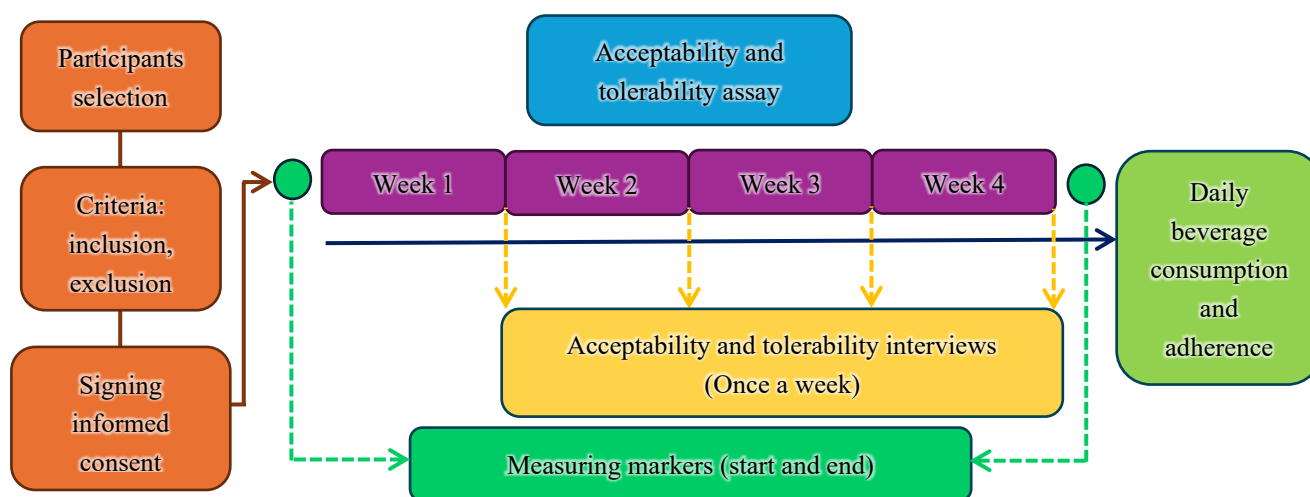 Participants
selection
Criteria:
inclusion,
exclusion
Signing
informed
consent
Acceptability and
tolerability assay
Week 1
Week 2
Week 3
Week 4
Acceptability and tolerability interviews
(Once a week)
Measuring markers (start and end)
Daily
beverage
consumption
and
adherence